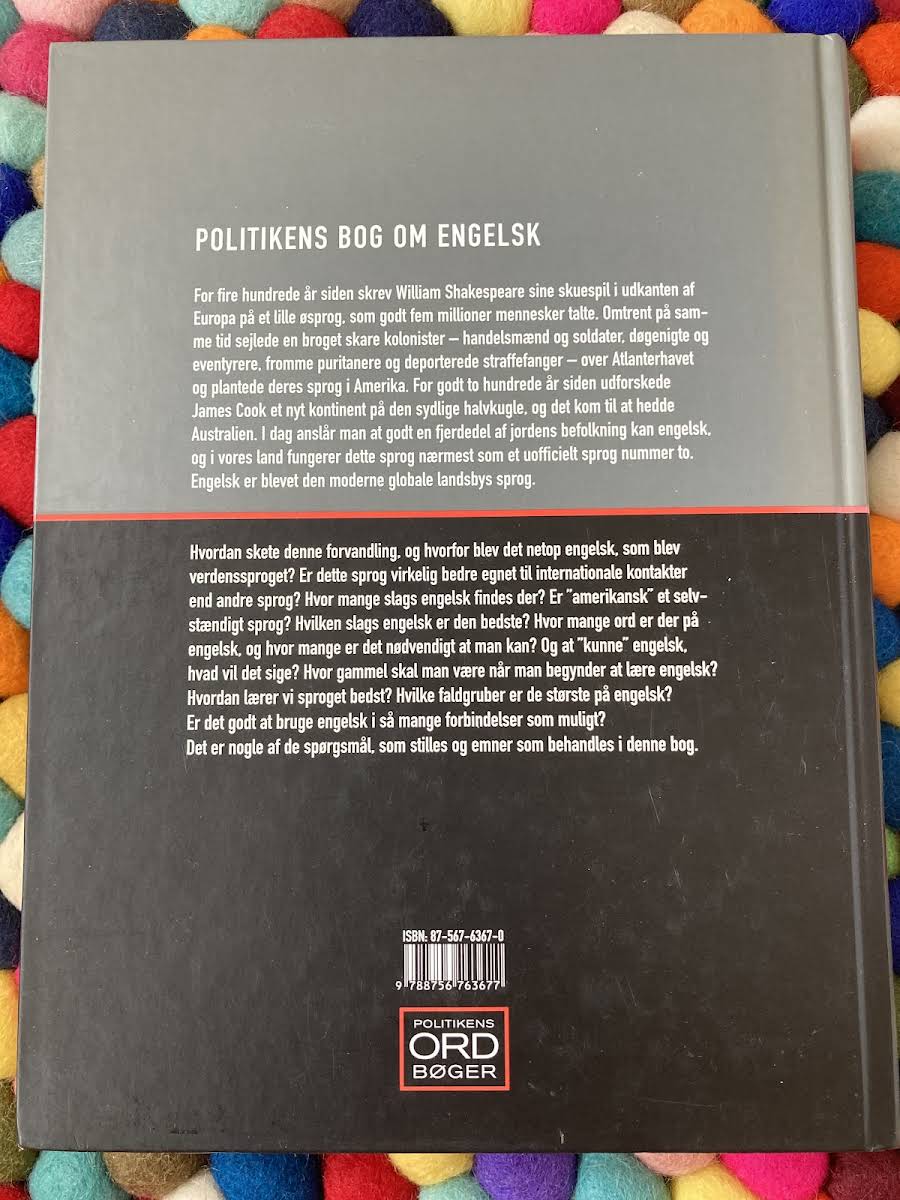 POLITIKENS BOG OM ENGELSK
For fire hundrede år siden skrev William Shakespeare sine skuespil i udkanten af
Europa på et lille øsprog, som godt fem millioner mennesker talte. Omtrent på sam-
me tid sejlede en broget skare kolonister – handelsmænd og soldater, døgenigte og
eventyrere, fromme puritanere og deporterede straffefanger – over Atlanterhavet
og plantede deres sprog i Amerika. For godt to hundrede år siden udforskede
James Cook et nyt kontinent på den sydlige halvkugle, og det kom til at hedde
Australien. I dag anslår man at godt en fjerdedel af jordens befolkning kan engelsk,
og i vores land fungerer dette sprog nærmest som et uofficielt sprog nummer to.
Engelsk er blevet den moderne globale landsbys sprog.
Hvordan skete denne forvandling, og hvorfor blev det netop engelsk, som blev
verdenssproget? Er dette sprog virkelig bedre egnet til internationale kontakter
end andre sprog? Hvor mange slags engelsk findes der? Er ”amerikansk” et selv-
stændigt sprog? Hvilken slags engelsk er den bedste? Hvor mange ord er der på
engelsk, og hvor mange er det nødvendigt at man kan? Og at ”kunne” engelsk,
hvad vil det sige? Hvor gammel skal man være når man begynder at lære engelsk?
Hvordan lærer vi sproget bedst? Hvilke faldgruber er de største på engelsk?
Er det godt at bruge engelsk i så mange forbindelser som muligt?
Det er nogle af de spørgsmål, som stilles og emner som behandles i denne bog.
ISBN: 87-567-6367-0
9 788756 763677
POLITIKENS
ORD
BØGER